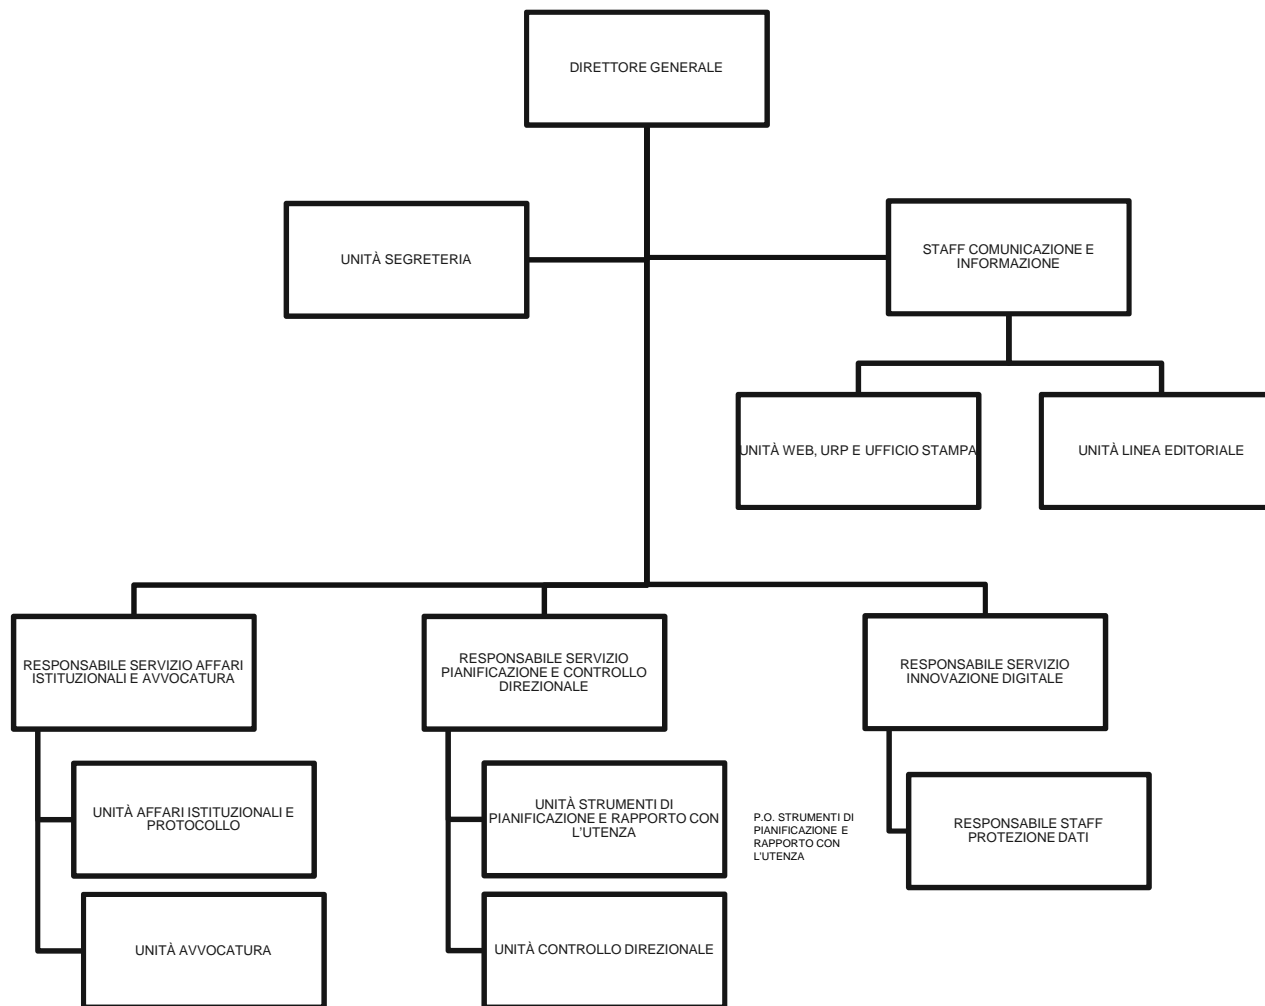 DIRETTORE GENERALE
UNITÀ SEGRETERIA
STAFF COMUNICAZIONE E
INFORMAZIONE
UNITÀ WEB, URP E UFFICIO STAMPA
UNITÀ LINEA EDITORIALE
RESPONSABILE SERVIZIO AFFARI
ISTITUZIONALI E AVVOCATURA
RESPONSABILE SERVIZIO
PIANIFICAZIONE E CONTROLLO
DIREZIONALE
RESPONSABILE SERVIZIO
INNOVAZIONE DIGITALE
UNITÀ AFFARI ISTITUZIONALI E
PROTOCOLLO
UNITÀ STRUMENTI DI
PIANIFICAZIONE E RAPPORTO CON
L'UTENZA
P.O. STRUMENTI DI
PIANIFICAZIONE E
RAPPORTO CON
L'UTENZA
RESPONSABILE STAFF
PROTEZIONE DATI
UNITÀ AVVOCATURA
UNITÀ CONTROLLO DIREZIONALE